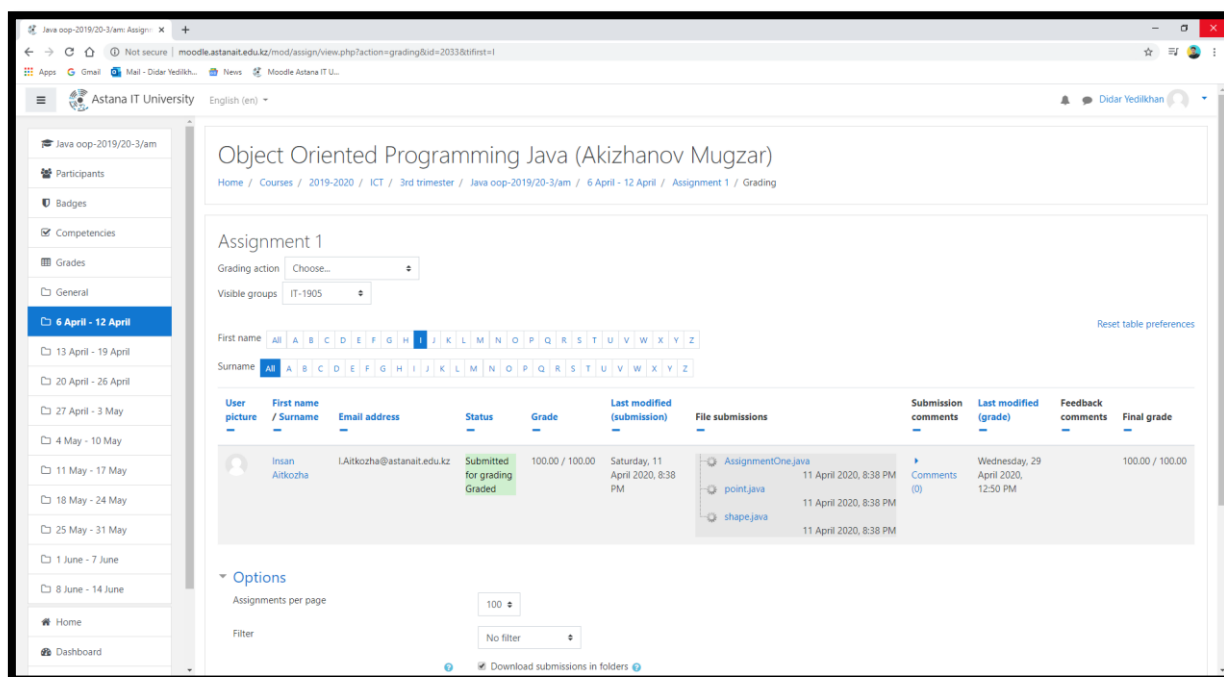 Java oop-2019/20-3/am: Assign
Not secure | moodle.astanait.edu.kz/mod/assign/view.php?action=grading&id=2033&tifirst=I
Apps Gmail Mail - Didar Yedilkh... News Moodle Astana IT U...
Astana IT University English (en) Didar Yedilkhan
Java oop-2019/20-3/am
Participants
Badges
Competencies
Grades
General
6 April - 12 April
13 April - 19 April
20 April - 26 April
27 April - 3 May
4 May - 10 May
11 May - 17 May
18 May - 24 May
25 May - 31 May
1 June - 7 June
8 June - 14 June
Home
Dashboard
Object Oriented Programming Java (Akizhanov Mugzar)
Home / Courses / 2019-2020 / ICT / 3rd trimester / Java oop-2019/20-3/am / 6 April - 12 April / Assignment 1 / Grading
Assignment 1
Grading action Choose...
Visible groups IT-1905
Reset table preferences
First name All A B C D E F G H I J K L M N O P Q R S T U V W X Y Z
Surname All A B C D E F G H I J K L M N O P Q R S T U V W X Y Z
User picture
First name / Surname
Email address
Status
Grade
Last modified (submission)
File submissions
Submission comments
Last modified (grade)
Feedback comments
Final grade
Insan Aitkozha
I.Aitkozha@astanait.edu.kz
Submitted for grading
Graded
100.00 / 100.00
Saturday, 11 April 2020, 8:38 PM
AssignmentOne.java
11 April 2020, 8:38 PM
point.java
11 April 2020, 8:38 PM
shape.java
11 April 2020, 8:38 PM
Comments (0)
Wednesday, 29 April 2020, 12:50 PM
100.00 / 100.00
Options
Assignments per page 100
Filter No filter
Download submissions in folders